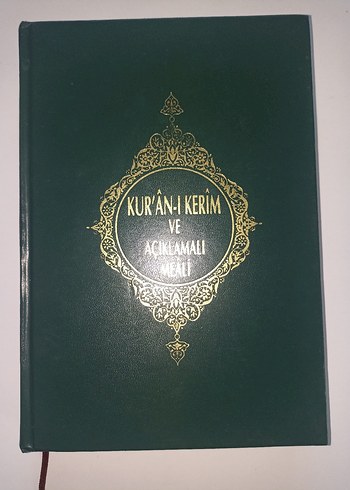 KUR'ÂN-I KERÎM
VE
AÇIKLAMALI
MEÂLİ